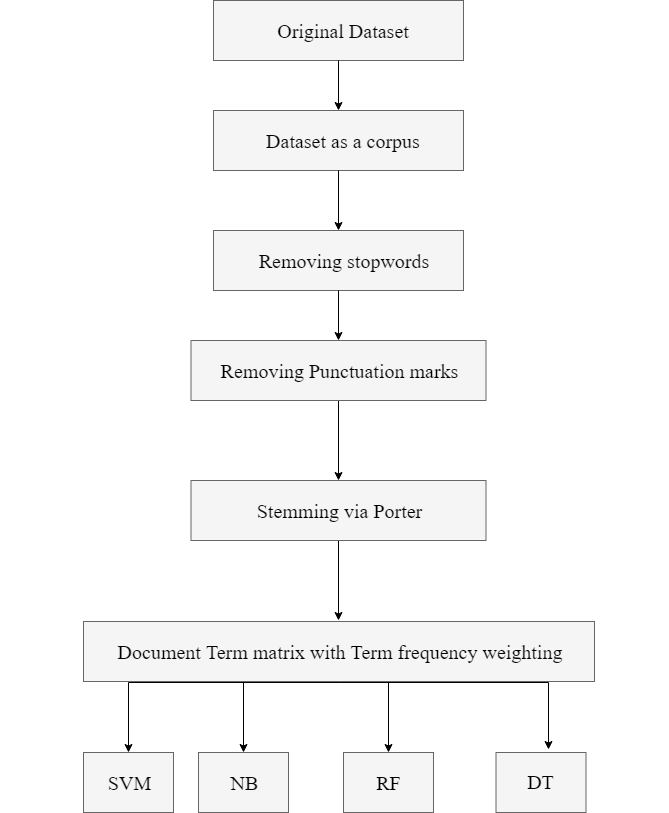 Original Dataset
Dataset as a corpus
Removing stopwords
Removing Punctuation marks
Stemming via Porter
Document Term matrix with Term frequency weighting
SVM
NB
RF
DT